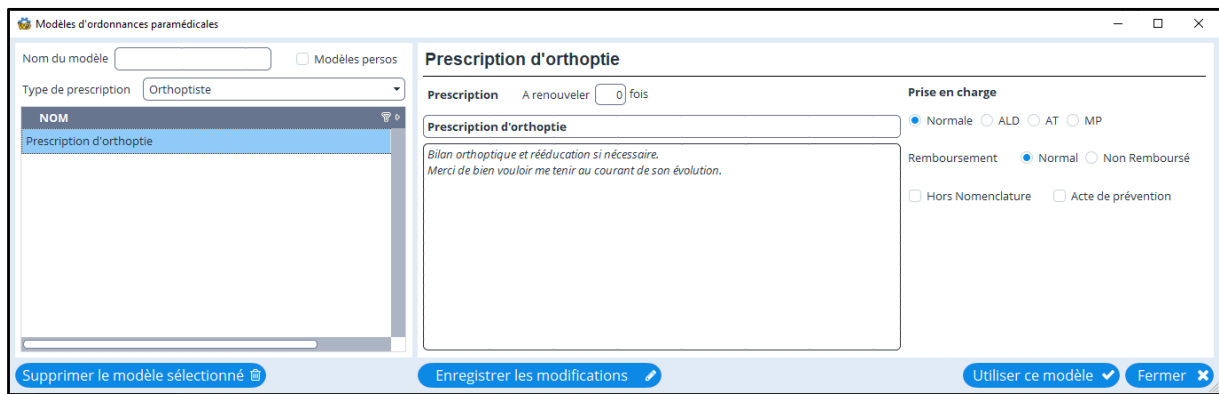 Modèles d'ordonnances paramédicales
Nom du modèle
Modèles persos
Type de prescription Orthoptiste
NOM
Prescription d'orthoptie
Supprimer le modèle sélectionné
Prescription d'orthoptie
Prescription A renouveler 0 fois
Prescription d'orthoptie
Bilan orthoptique et rééducation si nécessaire.
Merci de bien vouloir me tenir au courant de son évolution.
Enregistrer les modifications
Prise en charge
Normale ALD AT MP
Remboursement Normal Non Remboursé
Hors Nomenclature Acte de prévention
Utiliser ce modèle
Fermer